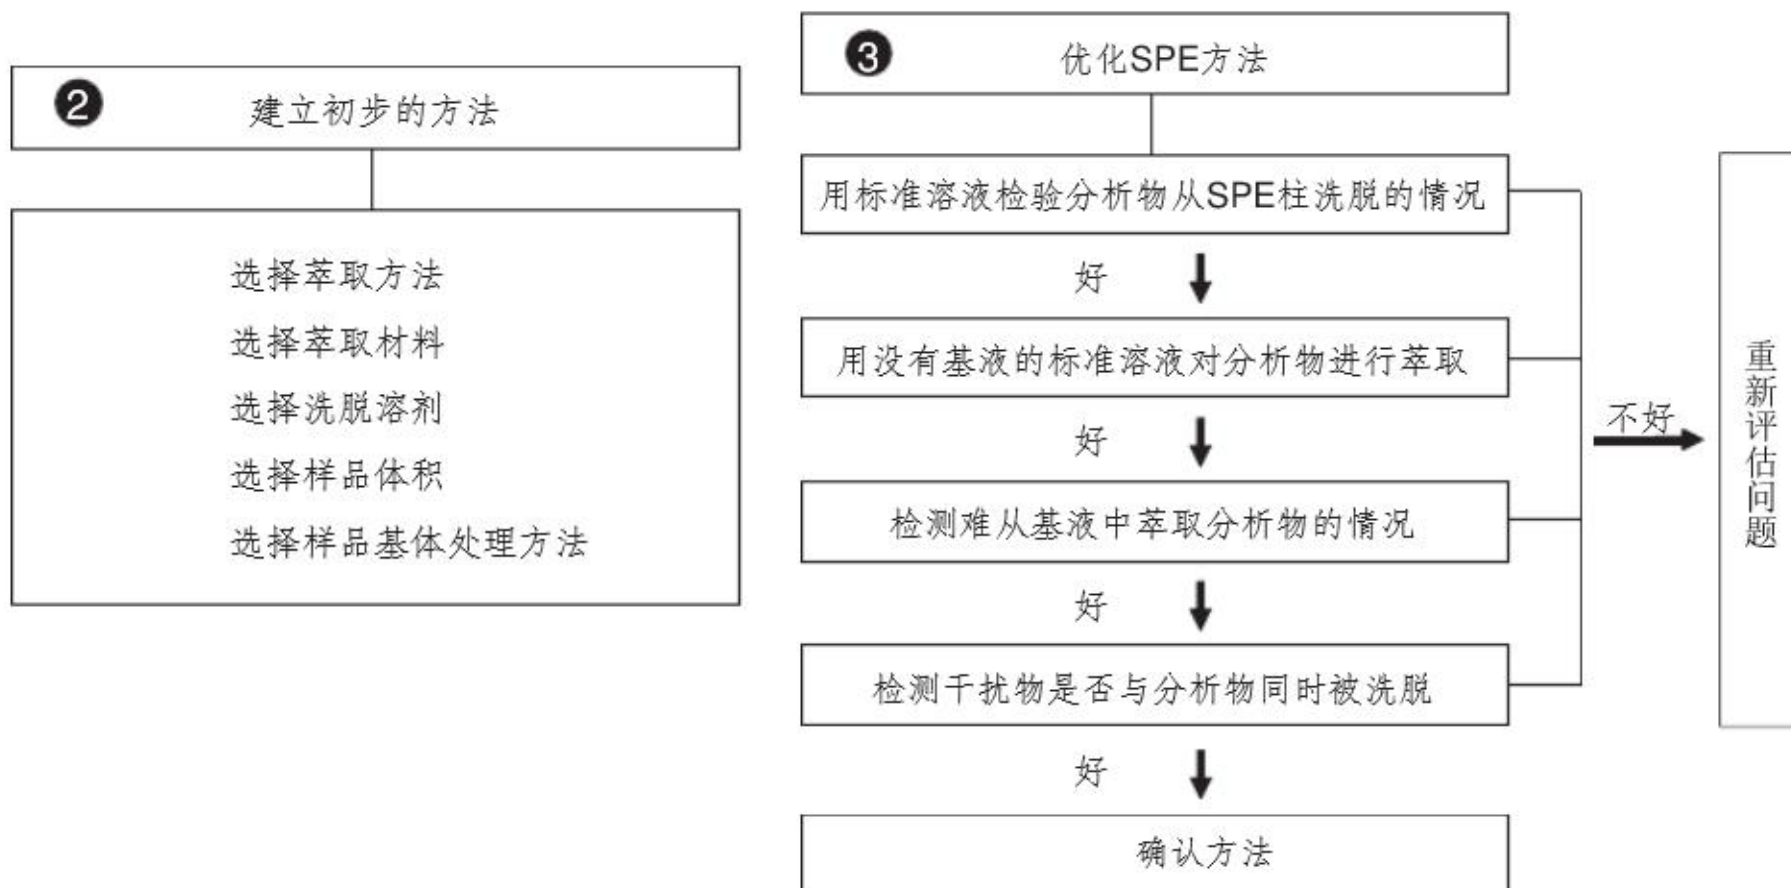 ❷ 建立初步的方法
选择萃取方法
选择萃取材料
选择洗脱溶剂
选择样品体积
选择样品基体处理方法
❸ 优化SPE方法
用标准溶液检验分析物从SPE柱洗脱的情况
好
用没有基液的标准溶液对分析物进行萃取
好
检测难从基液中萃取分析物的情况
好
检测干扰物是否与分析物同时被洗脱
好
确认方法
不好
重新评估问题